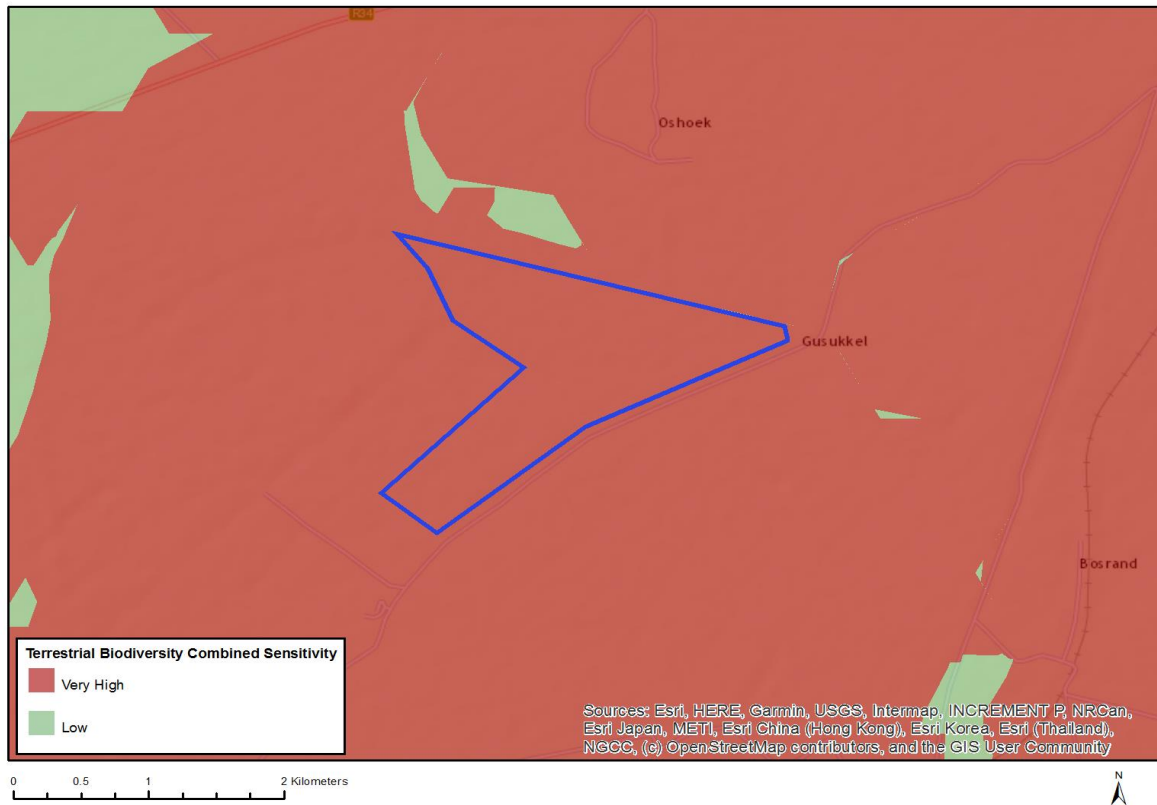 R34
Oshoek
Gusukkel
Bosrand
Terrestrial Biodiversity Combined Sensitivity
Very High
Low
Sources: Esri, HERE, Garmin, USGS, Intermap, INCREMENT P, NRCan,
Esri Japan, METI, Esri China (Hong Kong), Esri Korea, Esri (Thailand),
NGCC, (c) OpenStreetMap contributors, and the GIS User Community
0 0.5 1 2 Kilometers
N